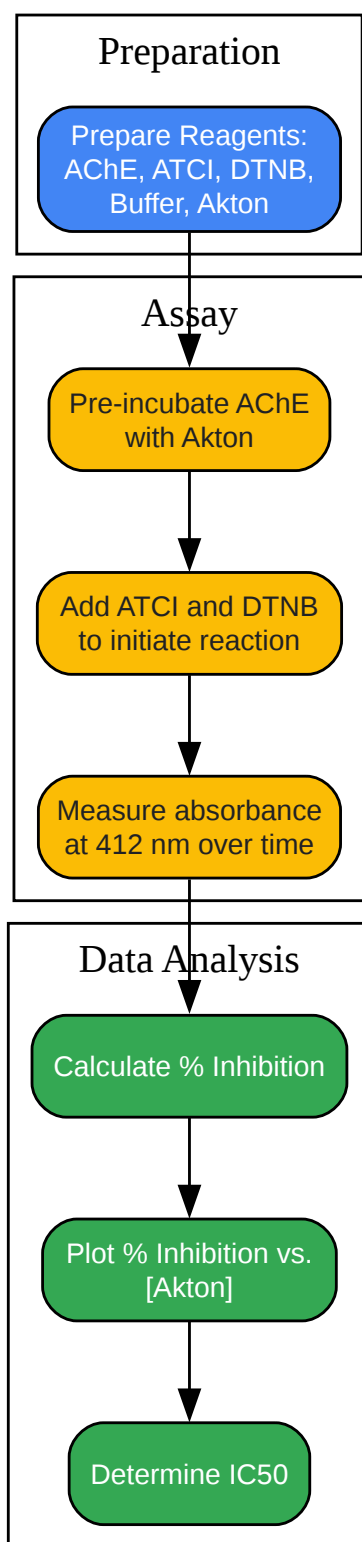 Preparation
Prepare Reagents:
AChE, ATCI, DTNB,
Buffer, Akton
Assay
Pre-incubate AChE
with Akton
Add ATCI and DTNB
to initiate reaction
Measure absorbance
at 412 nm over time
Data Analysis
Calculate % Inhibition
Plot % Inhibition vs.
[Akton]
Determine IC50